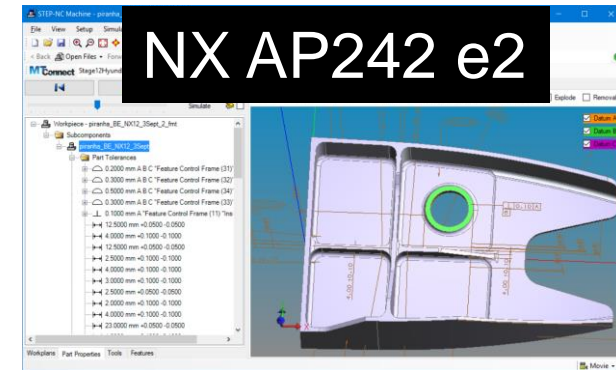 STEP-NC Machine - piranha_
NX AP242 e2
File View Setup Simul
Back Open Files Forw
MTConnect Stage12Hyund
Simulate
Explode Removal
Workpiece - piranha_BE_NX12_3Sept_2_fmt
Subcomponents
piranha_BE_NX12_3Sept
Part Tolerances
0.2000 mm A B C "Feature Control Frame (31)
0.3000 mm A B C "Feature Control Frame (32)
0.5000 mm A B C "Feature Control Frame (34)
0.3000 mm A B C "Feature Control Frame (33)
0.1000 mm A "Feature Control Frame (11) "Ins
12.5000 mm +0.0500 -0.0500
4.0000 mm +0.1000 -0.1000
12.5000 mm +0.0500 -0.0500
2.5000 mm +0.1000 -0.1000
4.0000 mm +0.1000 -0.1000
3.0000 mm +0.1000 -0.1000
2.5000 mm +0.0500 -0.0500
2.0000 mm +0.1000 -0.1000
4.0000 mm +0.1000 -0.1000
23.0000 mm +0.0500 -0.0500
Datum A
Datum B
Datum C
Workplans Part Properties Tools Features
Movie